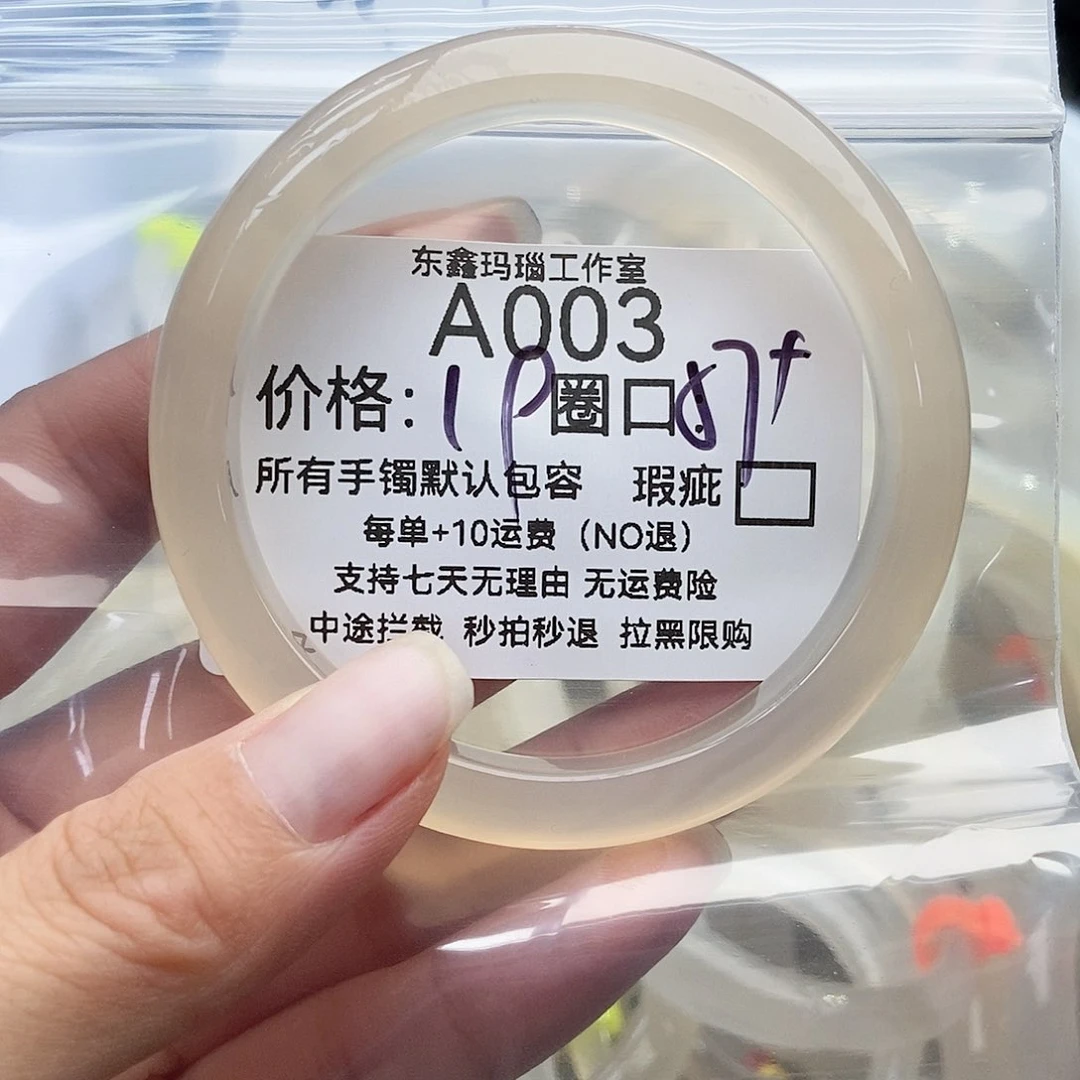 东鑫玛瑙工作室
A003
价格: 圈口:
所有手镯默认包容 瑕疵
每单+10运费（NO退）
支持七天无理由 无运费险
中途拦截 秒拍秒退 拉黑限购